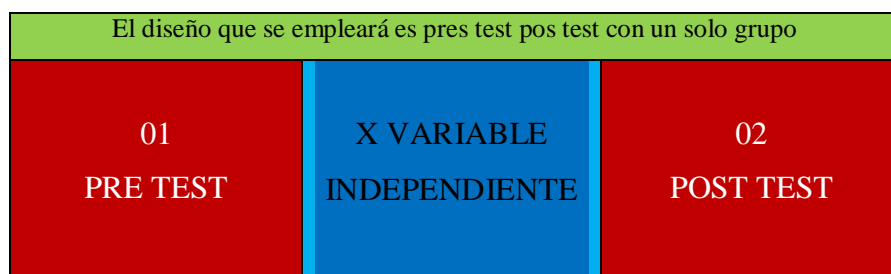 El diseño que se empleará es pres test pos test con un solo grupo
01
PRE TEST
X VARIABLE
INDEPENDIENTE
02
POST TEST